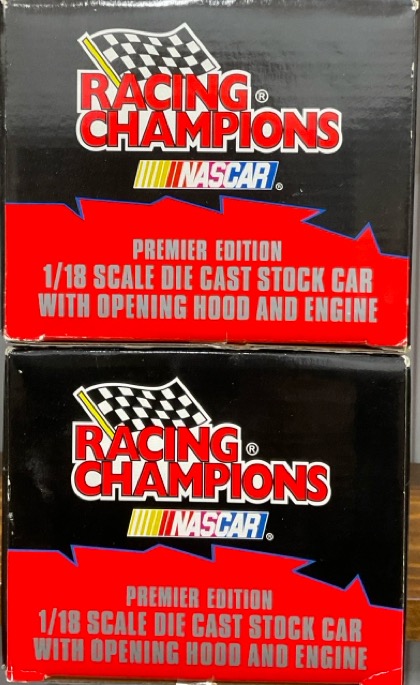 RACING ®
CHAMPIONS
NASCAR ®
PREMIER EDITION
1/18 SCALE DIE CAST STOCK CAR
WITH OPENING HOOD AND ENGINE
RACING ®
CHAMPIONS
NASCAR ®
PREMIER EDITION
1/18 SCALE DIE CAST STOCK CAR
WITH OPENING HOOD AND ENGINE